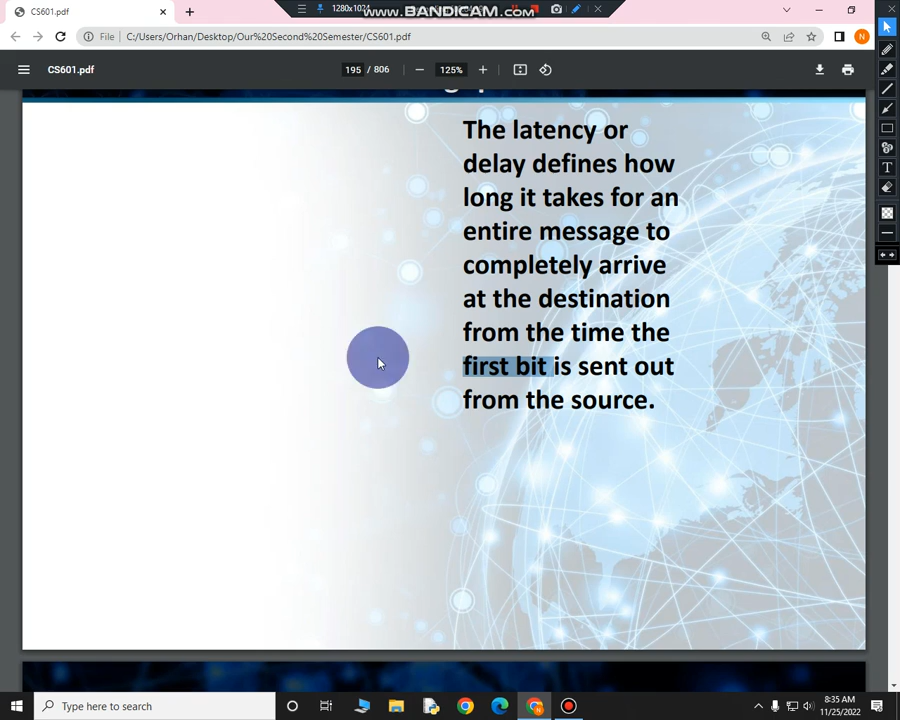 1280x1024
WWW.BANDICAM.COM
CS601.pdf
File
C:/Users/Orhan/Desktop/Our%20Second%20Semester/CS601.pdf
N
CS601.pdf
195 / 806
125%
The latency or
delay defines how
long it takes for an
entire message to
completely arrive
at the destination
from the time the
first bit is sent out
from the source.
Type here to search
8:35 AM
11/25/2022